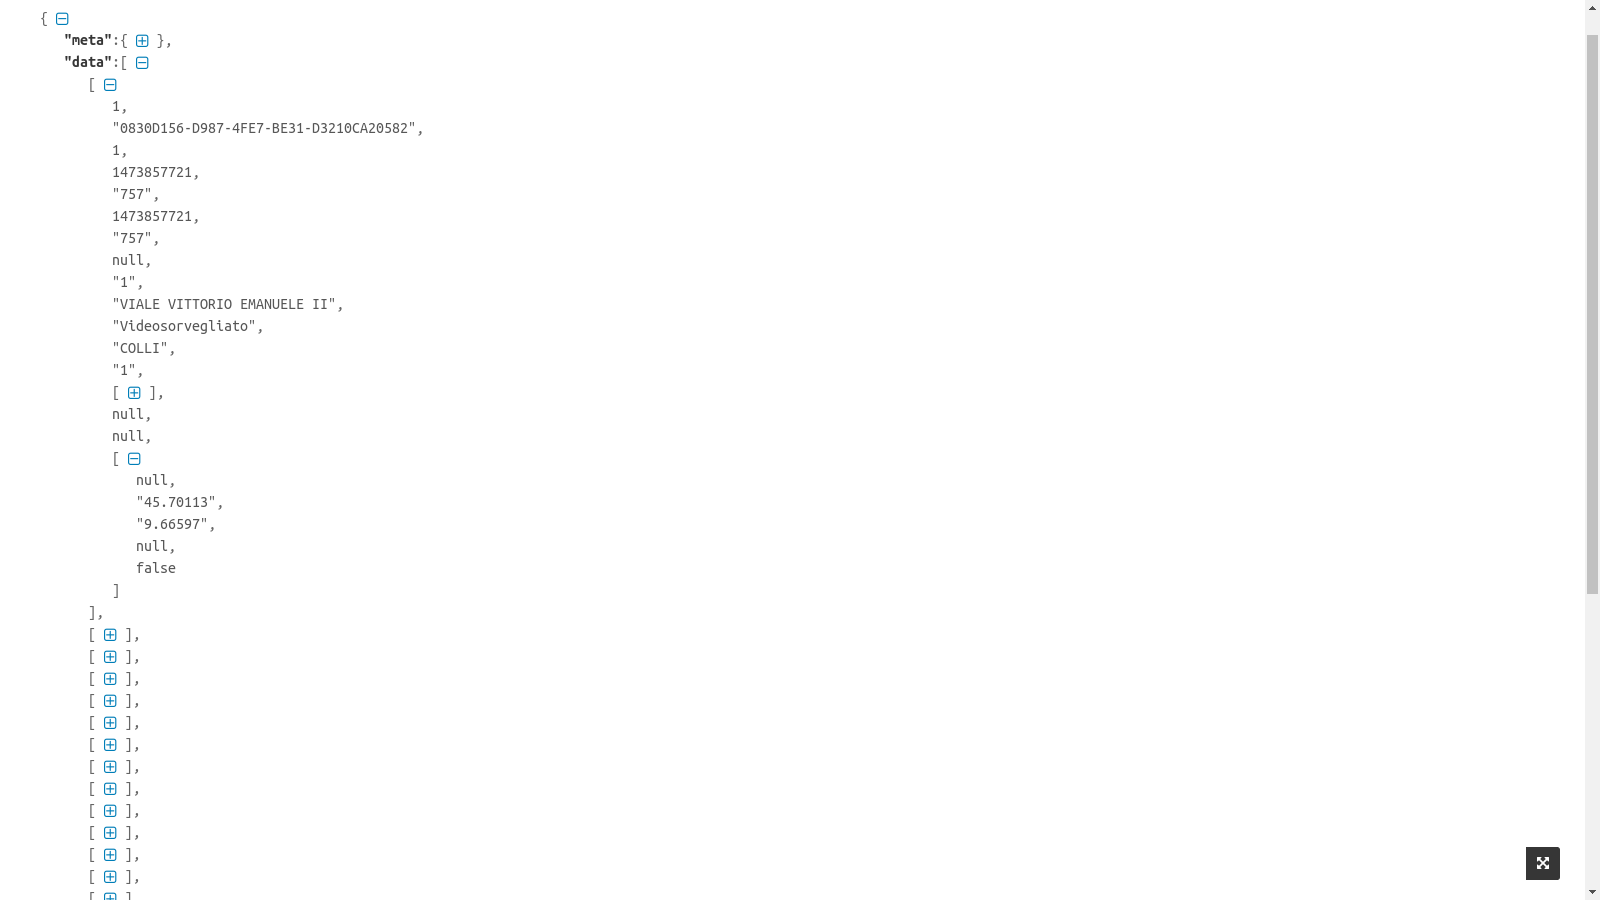 {
"meta":{ },
"data":[
[
1,
"0830D156-D987-4FE7-BE31-D3210CA20582",
1,
1473857721,
"757",
1473857721,
"757",
null,
"1",
"VIALE VITTORIO EMANUELE II",
"Videosorvegliato",
"COLLI",
"1",
[ ],
null,
null,
[
null,
"45.70113",
"9.66597",
null,
false
]
],
[ ],
[ ],
[ ],
[ ],
[ ],
[ ],
[ ],
[ ],
[ ],
[ ],
[ ],
[ ],
[ ]